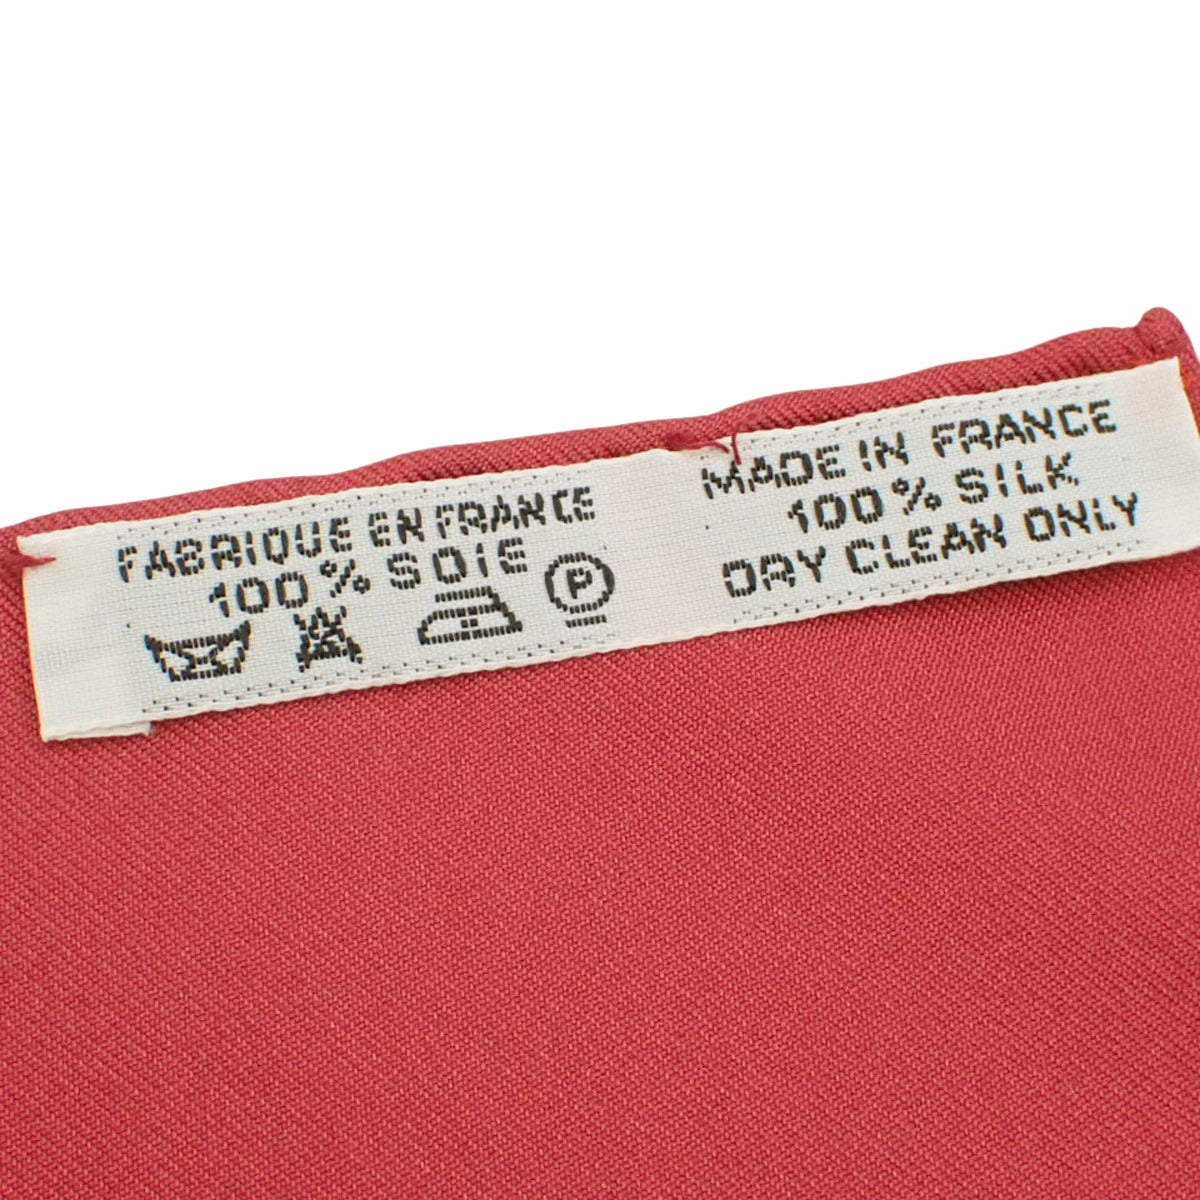 FABRIQUE EN FRANCE
100% SOIE
P
MADE IN FRANCE
100% SILK
DRY CLEAN ONLY